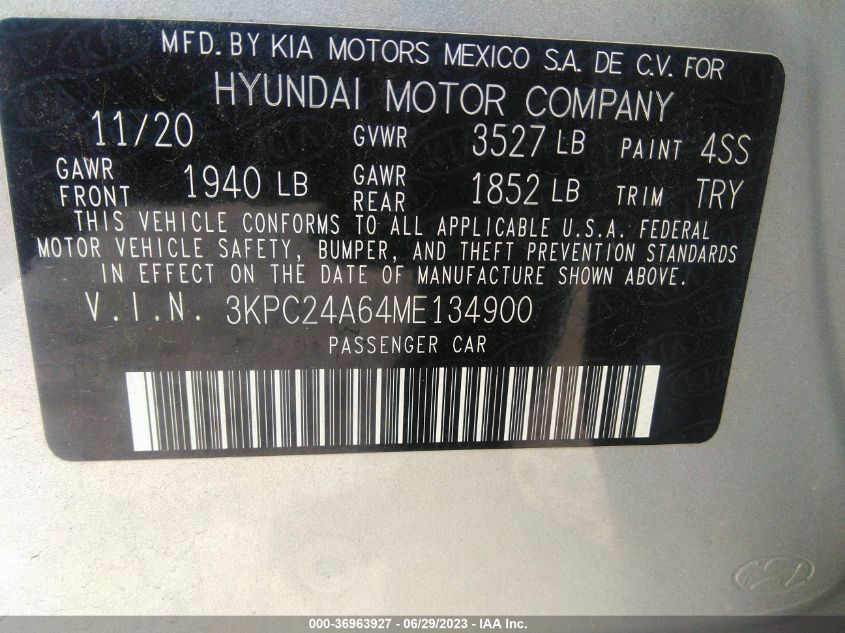 MFD. BY KIA MOTORS MEXICO S.A. DE C.V. FOR
HYUNDAI MOTOR COMPANY
11/20 GVWR 3527 LB PAINT 4SS
GAWR FRONT 1940 LB GAWR REAR 1852 LB TRIM TRY
THIS VEHICLE CONFORMS TO ALL APPLICABLE U.S.A. FEDERAL
MOTOR VEHICLE SAFETY, BUMPER, AND THEFT PREVENTION STANDARDS
IN EFFECT ON THE DATE OF MANUFACTURE SHOWN ABOVE.
V.I.N. 3KPC24A64ME134900
PASSENGER CAR
000-36963927 - 06/29/2023 - IAA Inc.